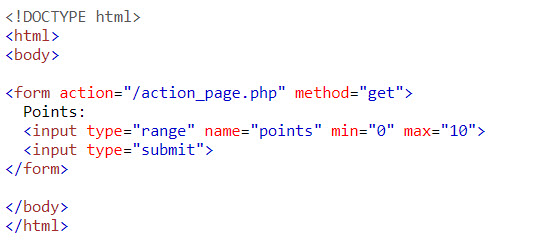 <!DOCTYPE html>
<html>
<body>
<form action="/action_page.php" method="get">
Points:
<input type="range" name="points" min="0" max="10">
<input type="submit">
</form>
</body>
</html>